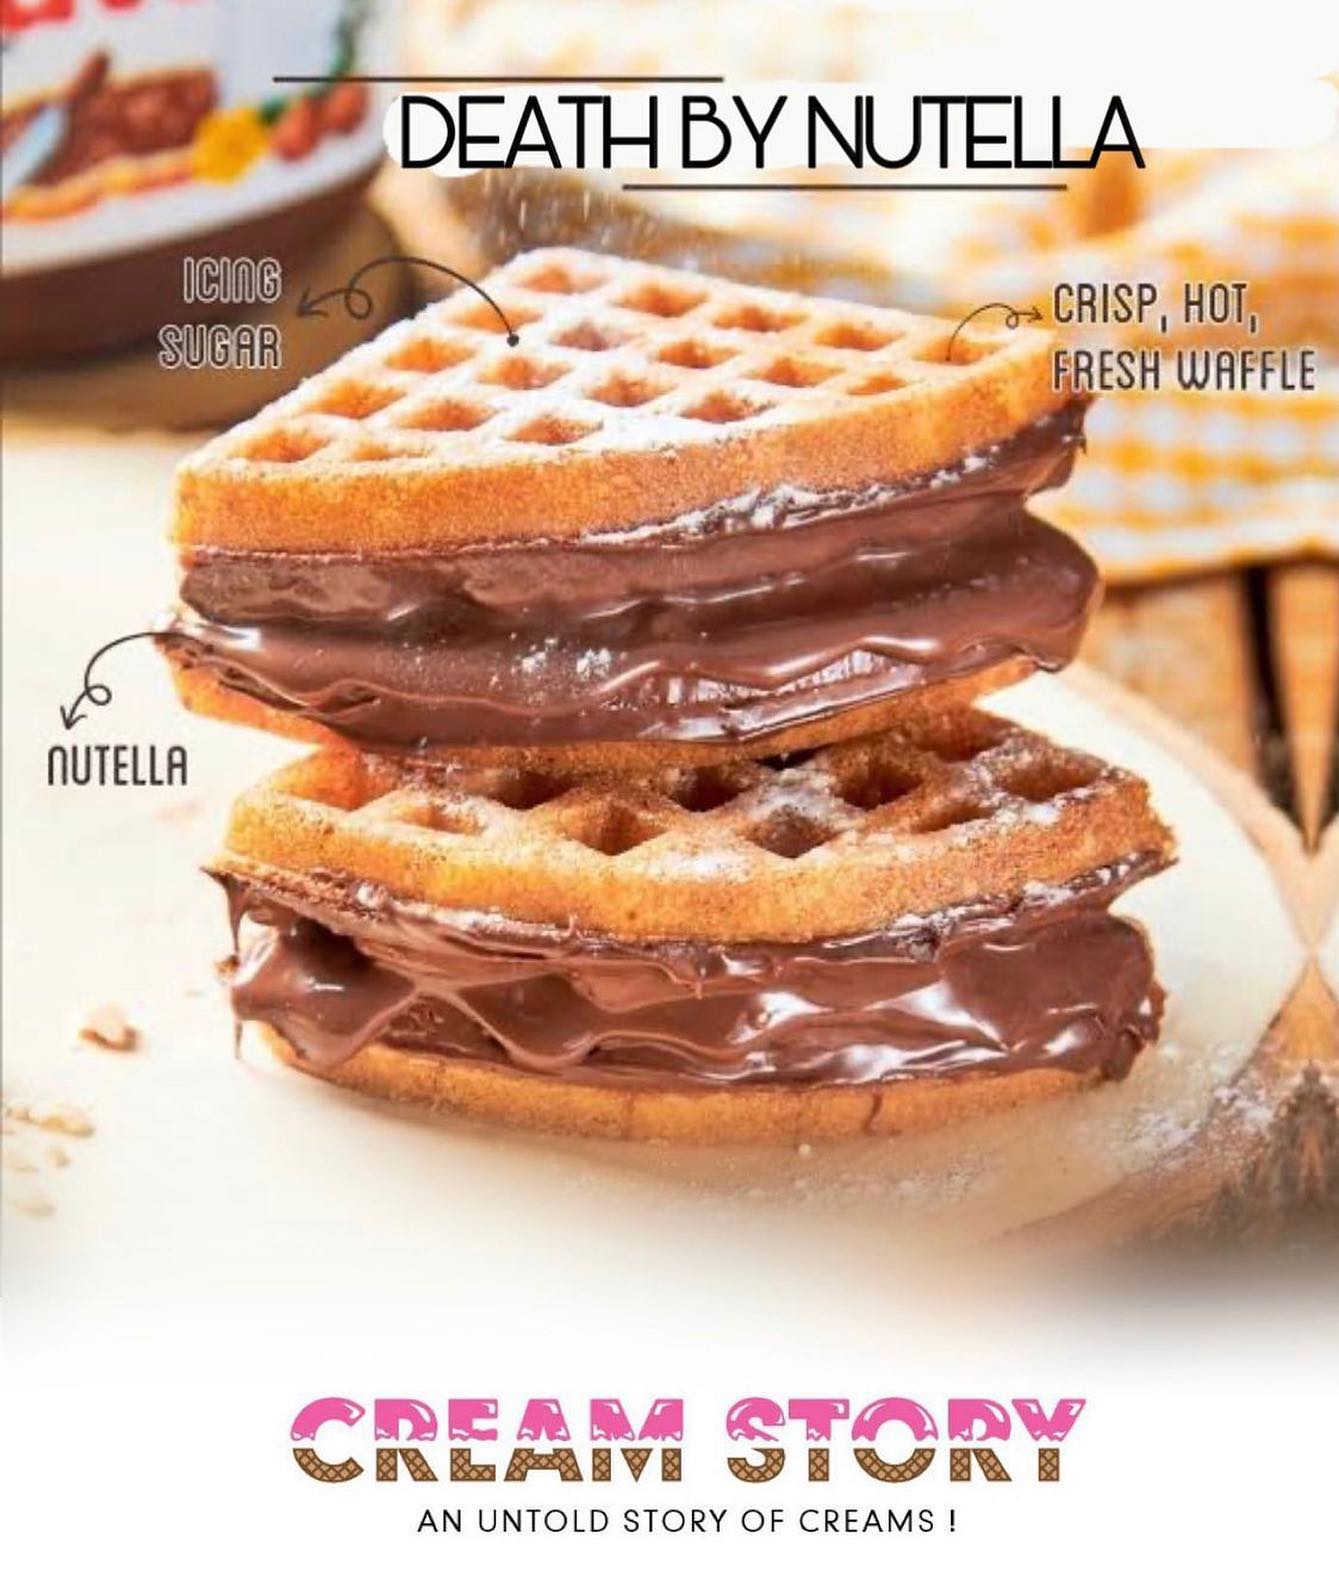 DEATH BY NUTELLA
ICING
SUGAR
CRISP, HOT,
FRESH WAFFLE
NUTELLA
CREAM STORY
AN UNTOLD STORY OF CREAMS !